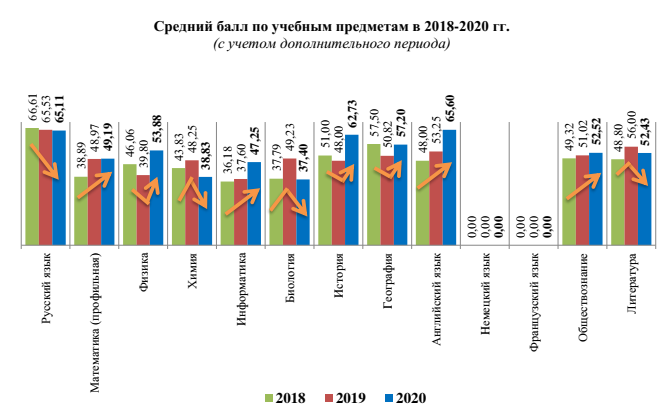 Средний балл по учебным предметам в 2018-2020 гг.
(с учетом дополнительного периода)
66,61 65,53 65,11
38,89 48,97 49,19
46,06 39,80 53,88
43,83 48,25 38,83
36,18 37,60 47,25
37,79 49,23 37,40
51,00 48,00 62,73
57,50 50,82 57,20
48,00 53,25 65,60
0,00 0,00 0,00
0,00 0,00 0,00
49,32 51,02 52,52
48,80 56,00 52,43
Русский язык
Математика (профильная)
Физика
Химия
Информатика
Биология
История
География
Английский язык
Немецкий язык
Французский язык
Обществознание
Литература
2018 2019 2020